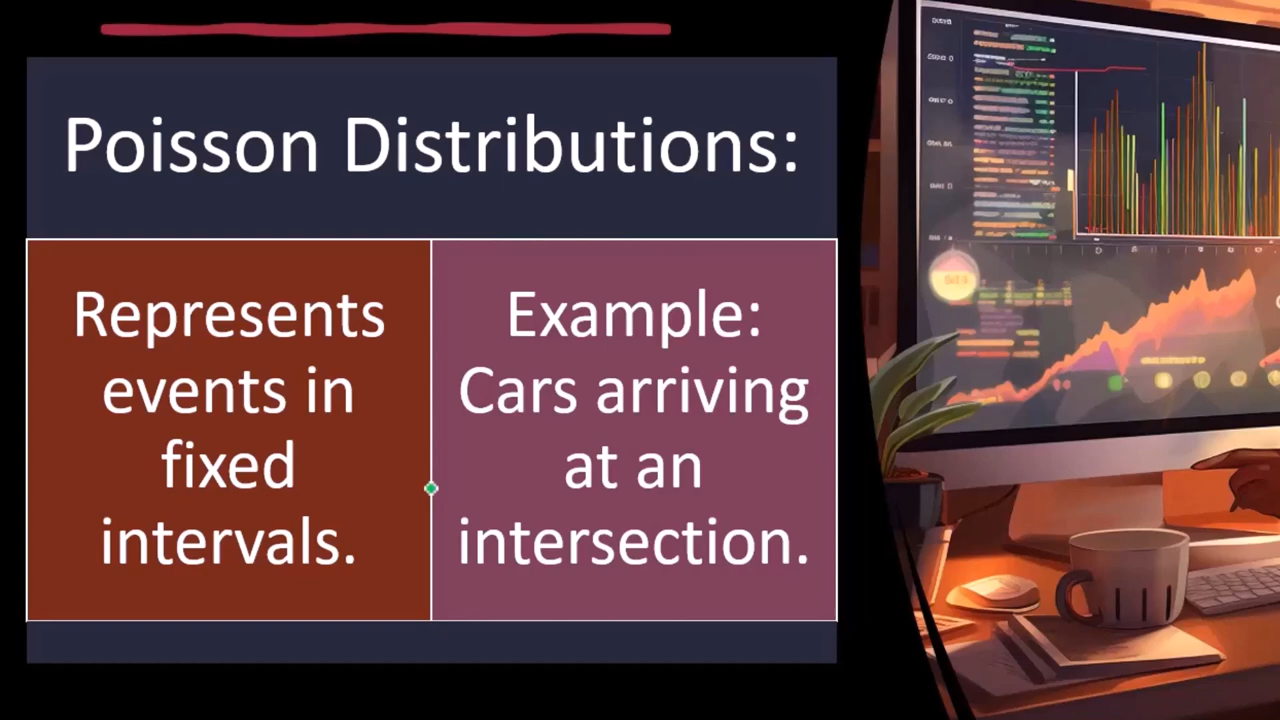 Poisson Distributions:
Represents
events in
fixed
intervals.
Example:
Cars arriving
at an
intersection.